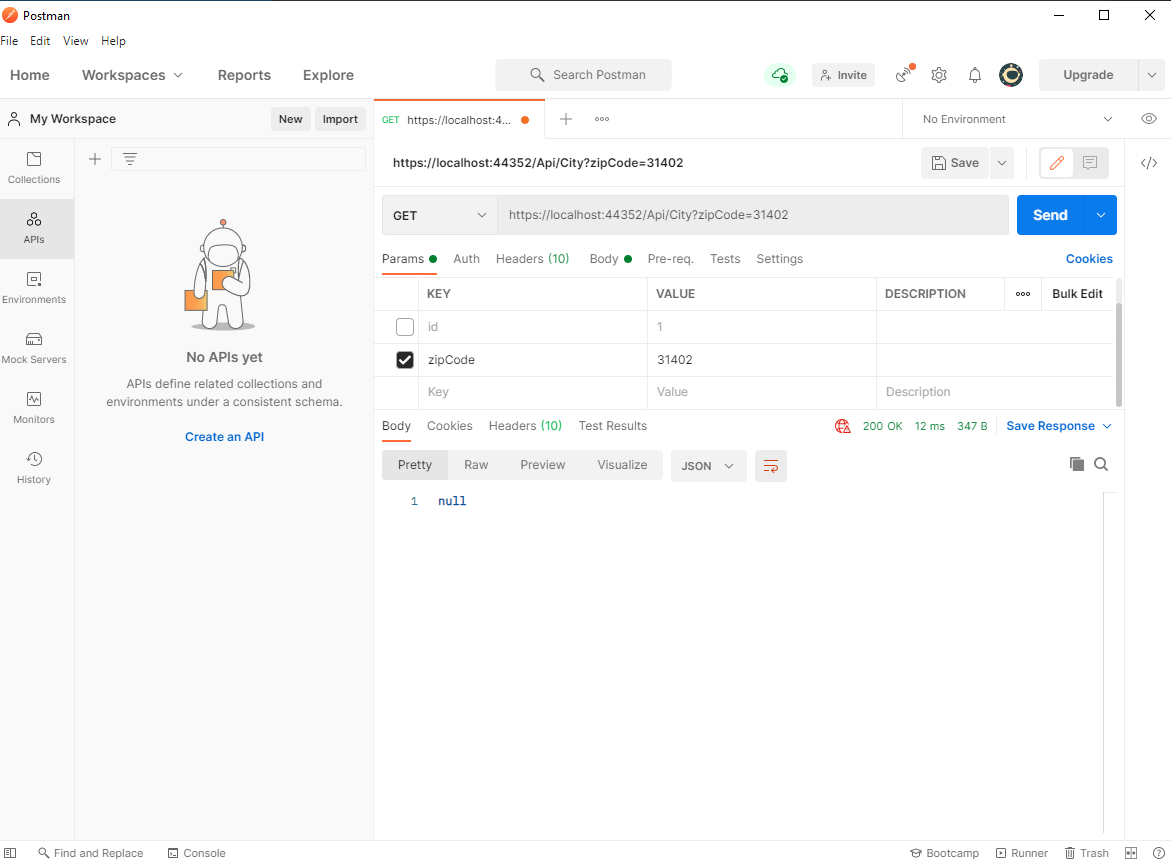 Postman
File Edit View Help
Home Workspaces Reports Explore Search Postman Invite Upgrade
My Workspace New Import GET https://localhost:4... No Environment
Collections
APIs
Environments
Mock Servers
Monitors
History
No APIs yet
APIs define related collections and
environments under a consistent schema.
Create an API
https://localhost:44352/Api/City?zipCode=31402 Save
GET https://localhost:44352/Api/City?zipCode=31402 Send
Params Auth Headers (10) Body Pre-req. Tests Settings Cookies
KEY VALUE DESCRIPTION Bulk Edit
id 1
zipCode 31402
Key Value Description
Body Cookies Headers (10) Test Results 200 OK 12 ms 347 B Save Response
Pretty Raw Preview Visualize JSON
1 null
Find and Replace Console Bootcamp Runner Trash